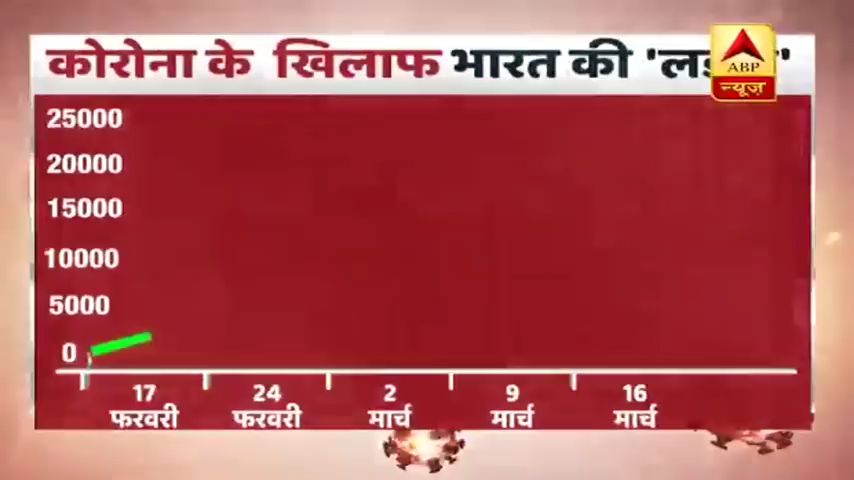 कोरोना के खिलाफ भारत की
ABP
न्यूज़
25000
20000
15000
10000
5000
0
17 24 2 9 16
फरवरी फरवरी मार्च मार्च मार्च